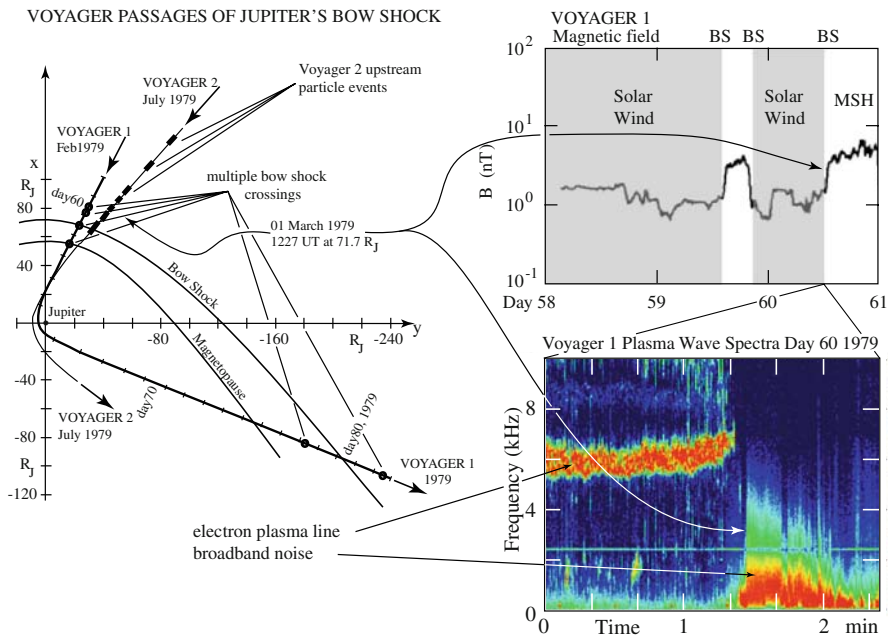 VOYAGER PASSAGES OF JUPITER'S BOW SHOCK
VOYAGER 2
July 1979
Voyager 2 upstream
particle events
VOYAGER 1
Feb1979
x
R_J
day60
80
40
multiple bow shock
crossings
01 March 1979
1227 UT at 71.7 R_J
Bow Shock
Magnetopause
Jupiter
-80
-160
R_J
-240
y
-40
-80
R_J
-120
VOYAGER 2
July 1979
day70
day80, 1979
VOYAGER 1
1979
electron plasma line
broadband noise
VOYAGER 1
Magnetic field
BS
BS
BS
10^2
10^1
10^0
10^-1
B (nT)
Solar
Wind
Solar
Wind
MSH
Day
58
59
60
61
Voyager 1 Plasma Wave Spectra Day 60 1979
Frequency (kHz)
8
4
0
0
Time
1
2
min